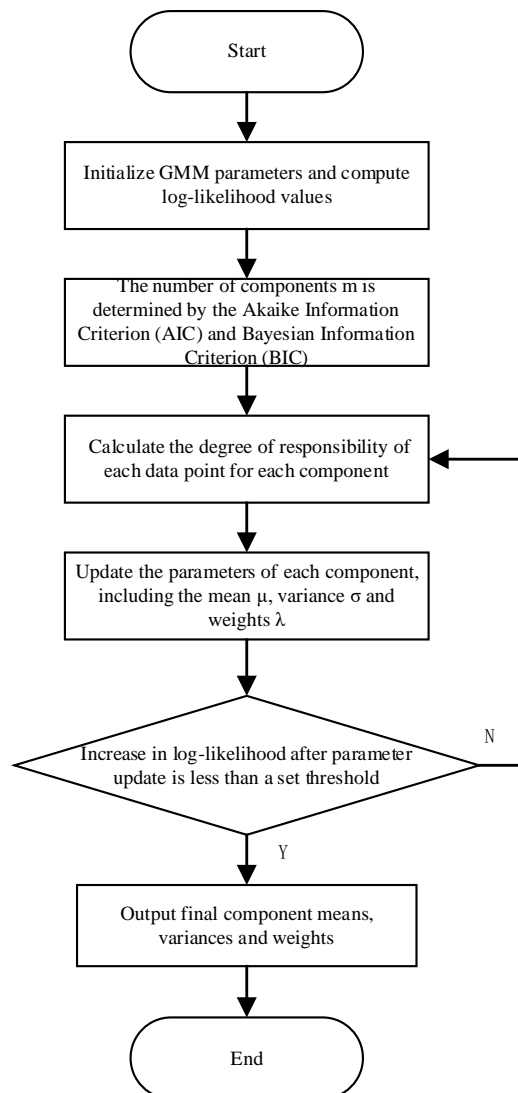 Start
Initialize GMM parameters and compute
log-likelihood values
The number of components m is
determined by the Akaike Information
Criterion (AIC) and Bayesian Information
Criterion (BIC)
Calculate the degree of responsibility of
each data point for each component
Update the parameters of each component,
including the mean μ, variance σ and
weights λ
Increase in log-likelihood after parameter
update is less than a set threshold
N
Y
Output final component means,
variances and weights
End